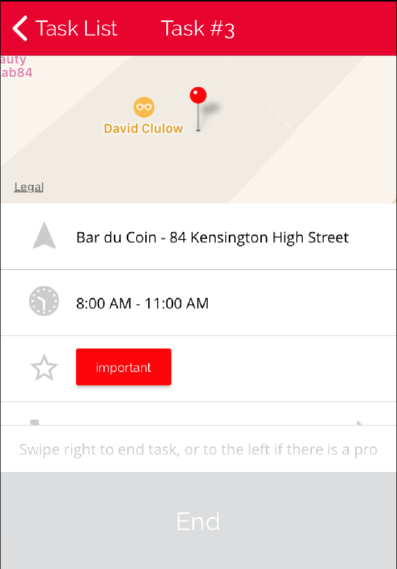 Task List
Task #3
auty
ab84
David Clulow
Legal
Bar du Coin - 84 Kensington High Street
8:00 AM - 11:00 AM
important
Swipe right to end task, or to the left if there is a pro
End